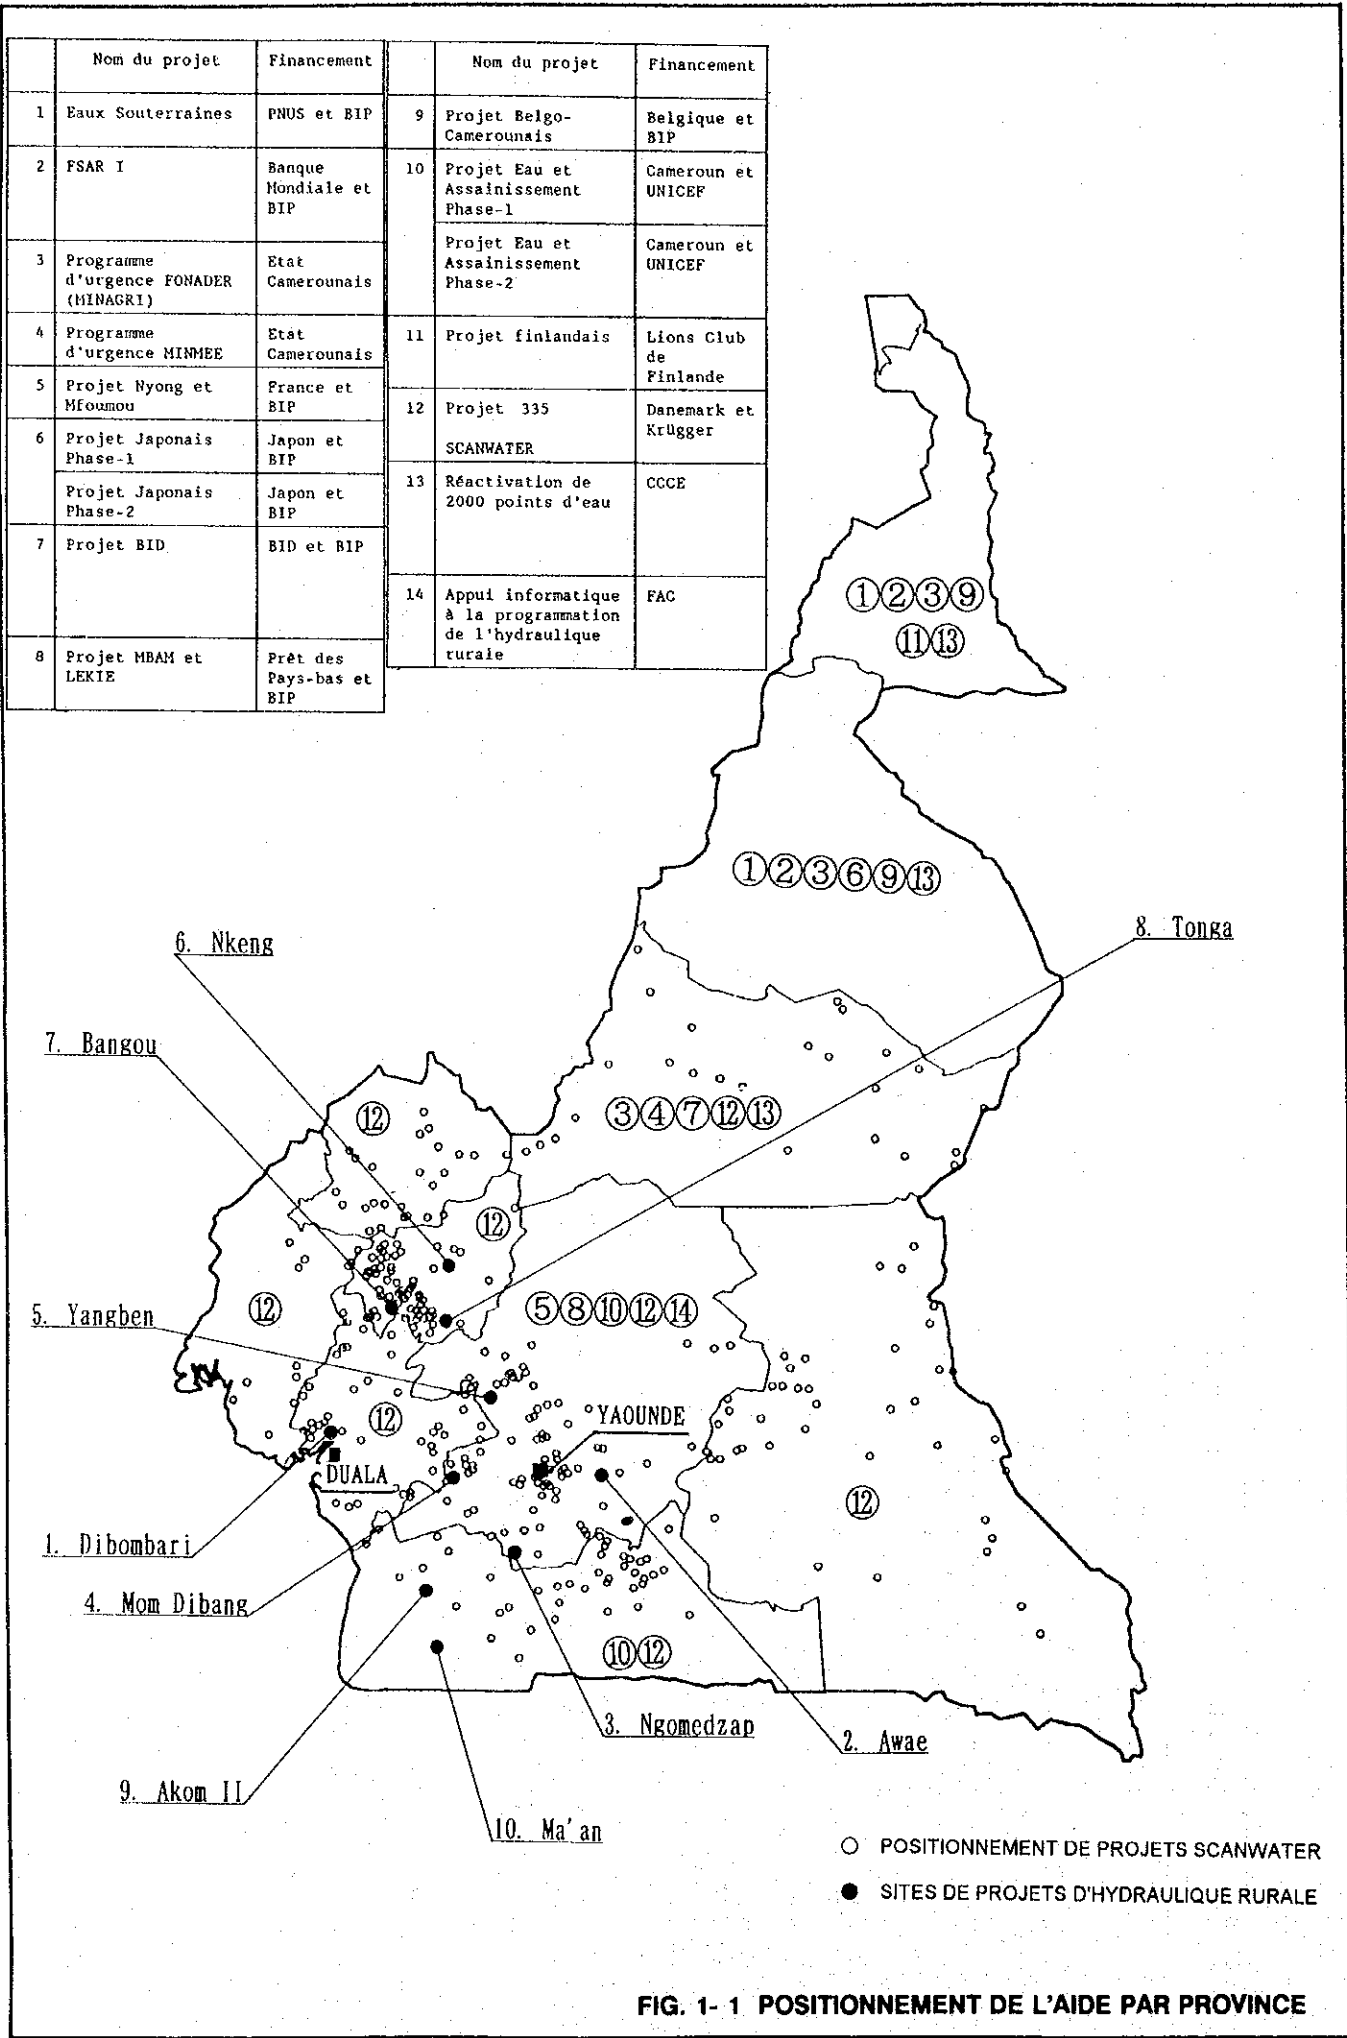 Nom du projet Financement
1 Eaux Souterraines PNUS et BIP
2 FSAR I Banque
Mondiale et
BIP
3 Programme Etat
d'urgence FONADER Camerounais
(MINAGRI)
4 Programme Etat
d'urgence MINMEE Camerounais
5 Projet Nyong et France et
Mfoumou BIP
6 Projet Japonais Japon et
Phase-1 BIP
Projet Japonais Japon et
Phase-2 BIP
7 Projet BID BID et BIP
8 Projet MBAM et Prêt des
LEKIE Pays-bas et
BIP
Nom du projet Financement
9 Projet Belgo- Belgique et
Camerounais BIP
10 Projet Eau et Cameroun et
Assainissement UNICEF
Phase-1
Projet Eau et Cameroun et
Assainissement UNICEF
Phase-2
11 Projet finlandais Lions Club
de
Finlande
12 Projet 335 Danemark et
Krügger
SCANWATER
13 Réactivation de CCCE
2000 points d'eau
14 Appui informatique FAC
à la programmation
de l'hydraulique
rurale
①②③⑨
⑪⑬
①②③⑥⑨⑬
6. Nkeng
8. Tonga
7. Bangou
⑫
③④⑦⑫⑬
⑫
5. Yangben
⑫
⑤⑧⑩⑫⑭
⑫
YAOUNDE
DUALA
⑫
1. Dibombari
4. Mom Dibang
⑩⑫
3. Ngomedzap
2. Awae
9. Akom II
10. Ma'an
○ POSITIONNEMENT DE PROJETS SCANWATER
● SITES DE PROJETS D'HYDRAULIQUE RURALE
FIG. 1- 1 POSITIONNEMENT DE L'AIDE PAR PROVINCE